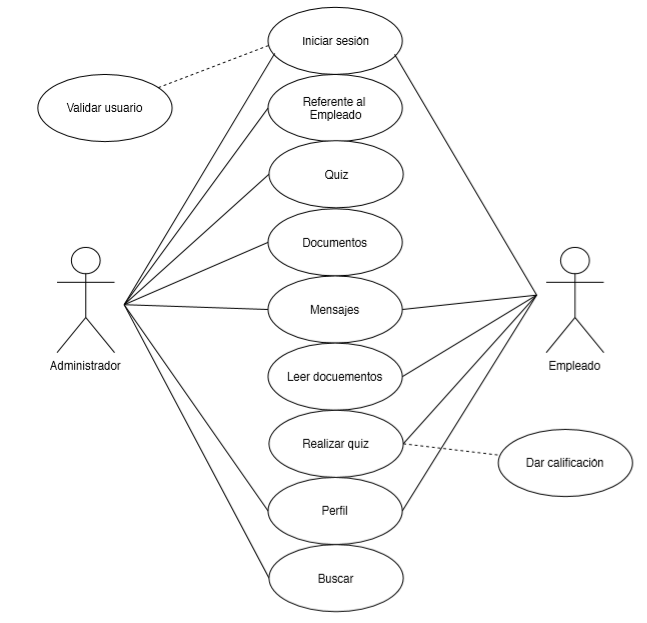 Iniciar sesión
Validar usuario
Referente al
Empleado
Quiz
Documentos
Mensajes
Administrador
Empleado
Leer docuementos
Realizar quiz
Dar calificación
Perfil
Buscar